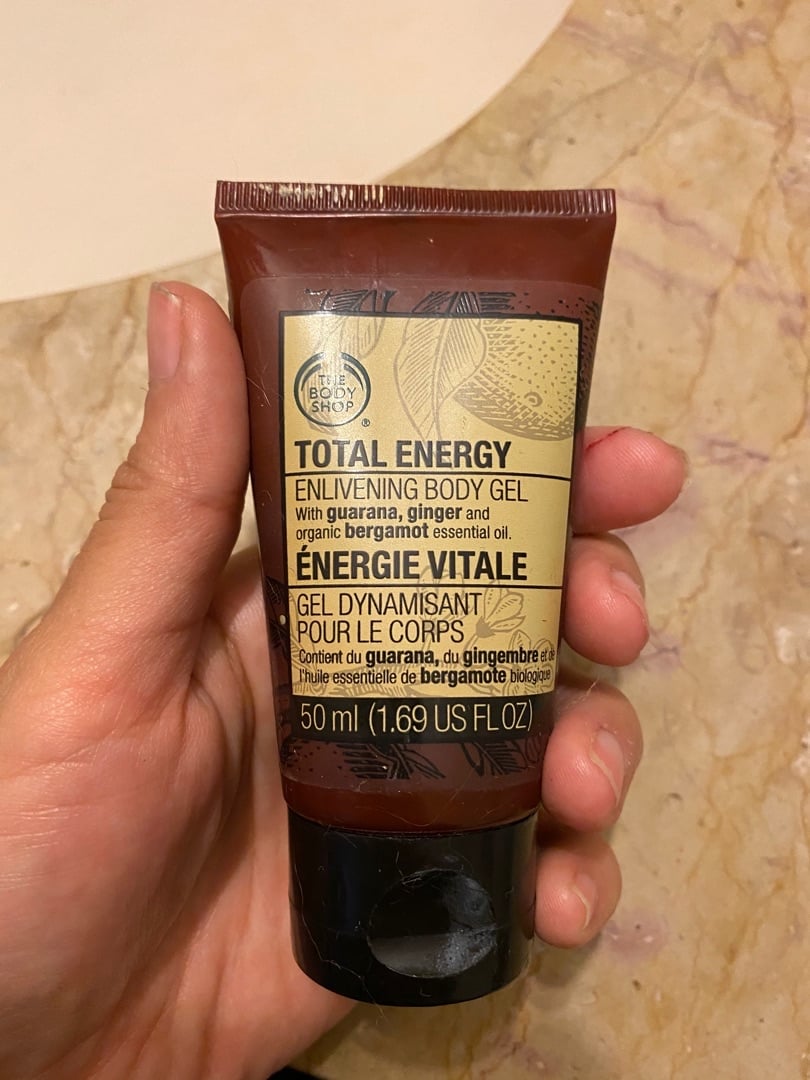 THE
BODY
SHOP
®
TOTAL ENERGY
ENLIVENING BODY GEL
With guarana, ginger and
organic bergamot essential oil.
ÉNERGIE VITALE
GEL DYNAMISANT
POUR LE CORPS
Contient du guarana, du gingembre et de
l'huile essentielle de bergamote biologique
50 ml (1.69 US FL OZ)